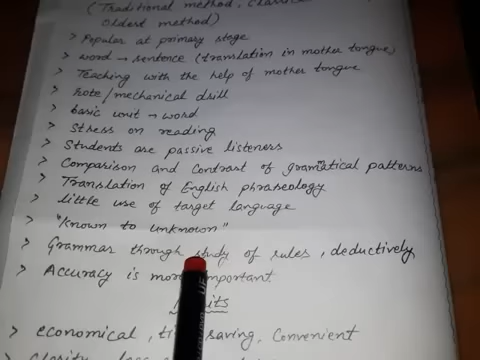 (Traditional method,
Oldest method)
> Popular at primary stage
> word → sentence (translation in mother tongue)
> Teaching with the help of mother tongue
> Rote/mechanical drill
> basic unit → word
> Stress on reading
> Students are passive listeners
> Comparison and Contrast of grammatical patterns
> Translation of English phraseology
> little use of target language
> "Known to unknown"
> Grammar through study of rules, deductively
> Accuracy is more important
> economical, saving, Convenient